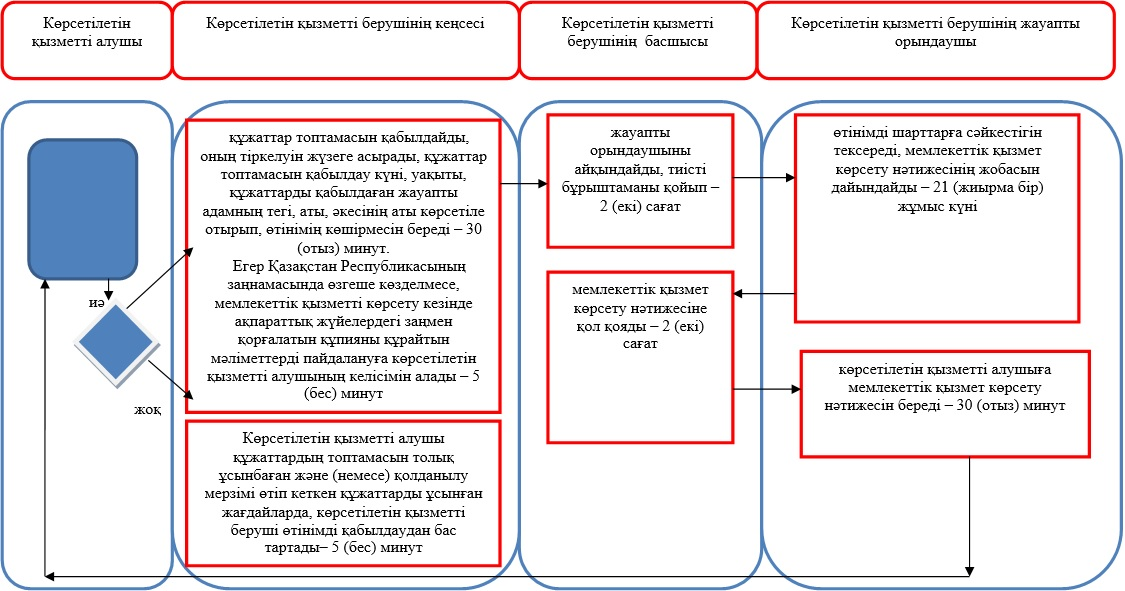 Көрсетілетін
қызметті алушы
Көрсетілетін қызметті берушінің кеңсесі
Көрсетілетін қызметті
берушінің басшысы
Көрсетілетін қызметті берушінің жауапты
орындаушы
иә
жоқ
құжаттар топтамасын қабылдайды,
оның тіркелуін жүзеге асырады, құжаттар
топтамасын қабылдау күні, уақыты,
құжаттарды қабылдаған жауапты
адамның тегі, аты, әкесінің аты көрсетіле
отырып, өтінімің көшірмесін береді – 30
(отыз) минут.
Егер Қазақстан Республикасының
заңнамасында өзгеше көзделмесе,
мемлекеттік қызметті көрсету кезінде
ақпараттық жүйелердегі заңмен
қорғалатын құпияны құрайтын
мәліметтерді пайдалануға көрсетілетін
қызметті алушының келісімін алады – 5
(бес) минут
Көрсетілетін қызметті алушы
құжаттардың топтамасын толық
ұсынбаған және (немесе) қолданылу
мерзімі өтіп кеткен құжаттарды ұсынған
жағдайларда, көрсетілетін қызметті
беруші өтінімді қабылдаудан бас
тартады– 5 (бес) минут
жауапты
орындаушыны
айқындайды, тиісті
бұрыштаманы қойып –
2 (екі) сағат
мемлекеттік қызмет
көрсету нәтижесіне
қол қояды – 2 (екі)
сағат
өтінімді шарттарға сәйкестігін
тексереді, мемлекеттік қызмет
көрсету нәтижесінің жобасын
дайындайды – 21 (жиырма бір)
жұмыс күні
көрсетілетін қызметті алушыға
мемлекеттік қызмет көрсету
нәтижесін береді – 30 (отыз) минут